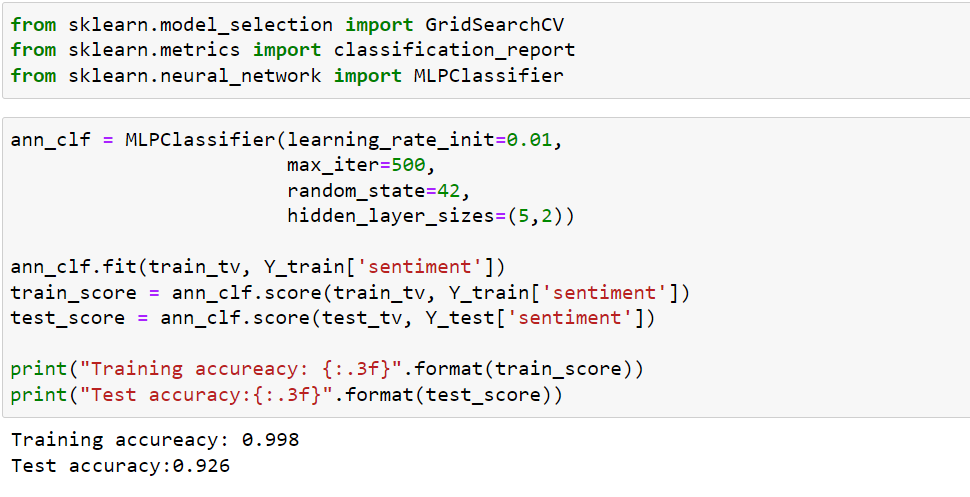 from sklearn.model_selection import GridSearchCV
from sklearn.metrics import classification_report
from sklearn.neural_network import MLPClassifier
ann_clf = MLPClassifier(learning_rate_init=0.01,
                        max_iter=500,
                        random_state=42,
                        hidden_layer_sizes=(5,2))
ann_clf.fit(train_tv, Y_train['sentiment'])
train_score = ann_clf.score(train_tv, Y_train['sentiment'])
test_score = ann_clf.score(test_tv, Y_test['sentiment'])
print("Training accureacy: {:.3f}".format(train_score))
print("Test accuracy:{:.3f}".format(test_score))
Training accureacy: 0.998
Test accuracy:0.926